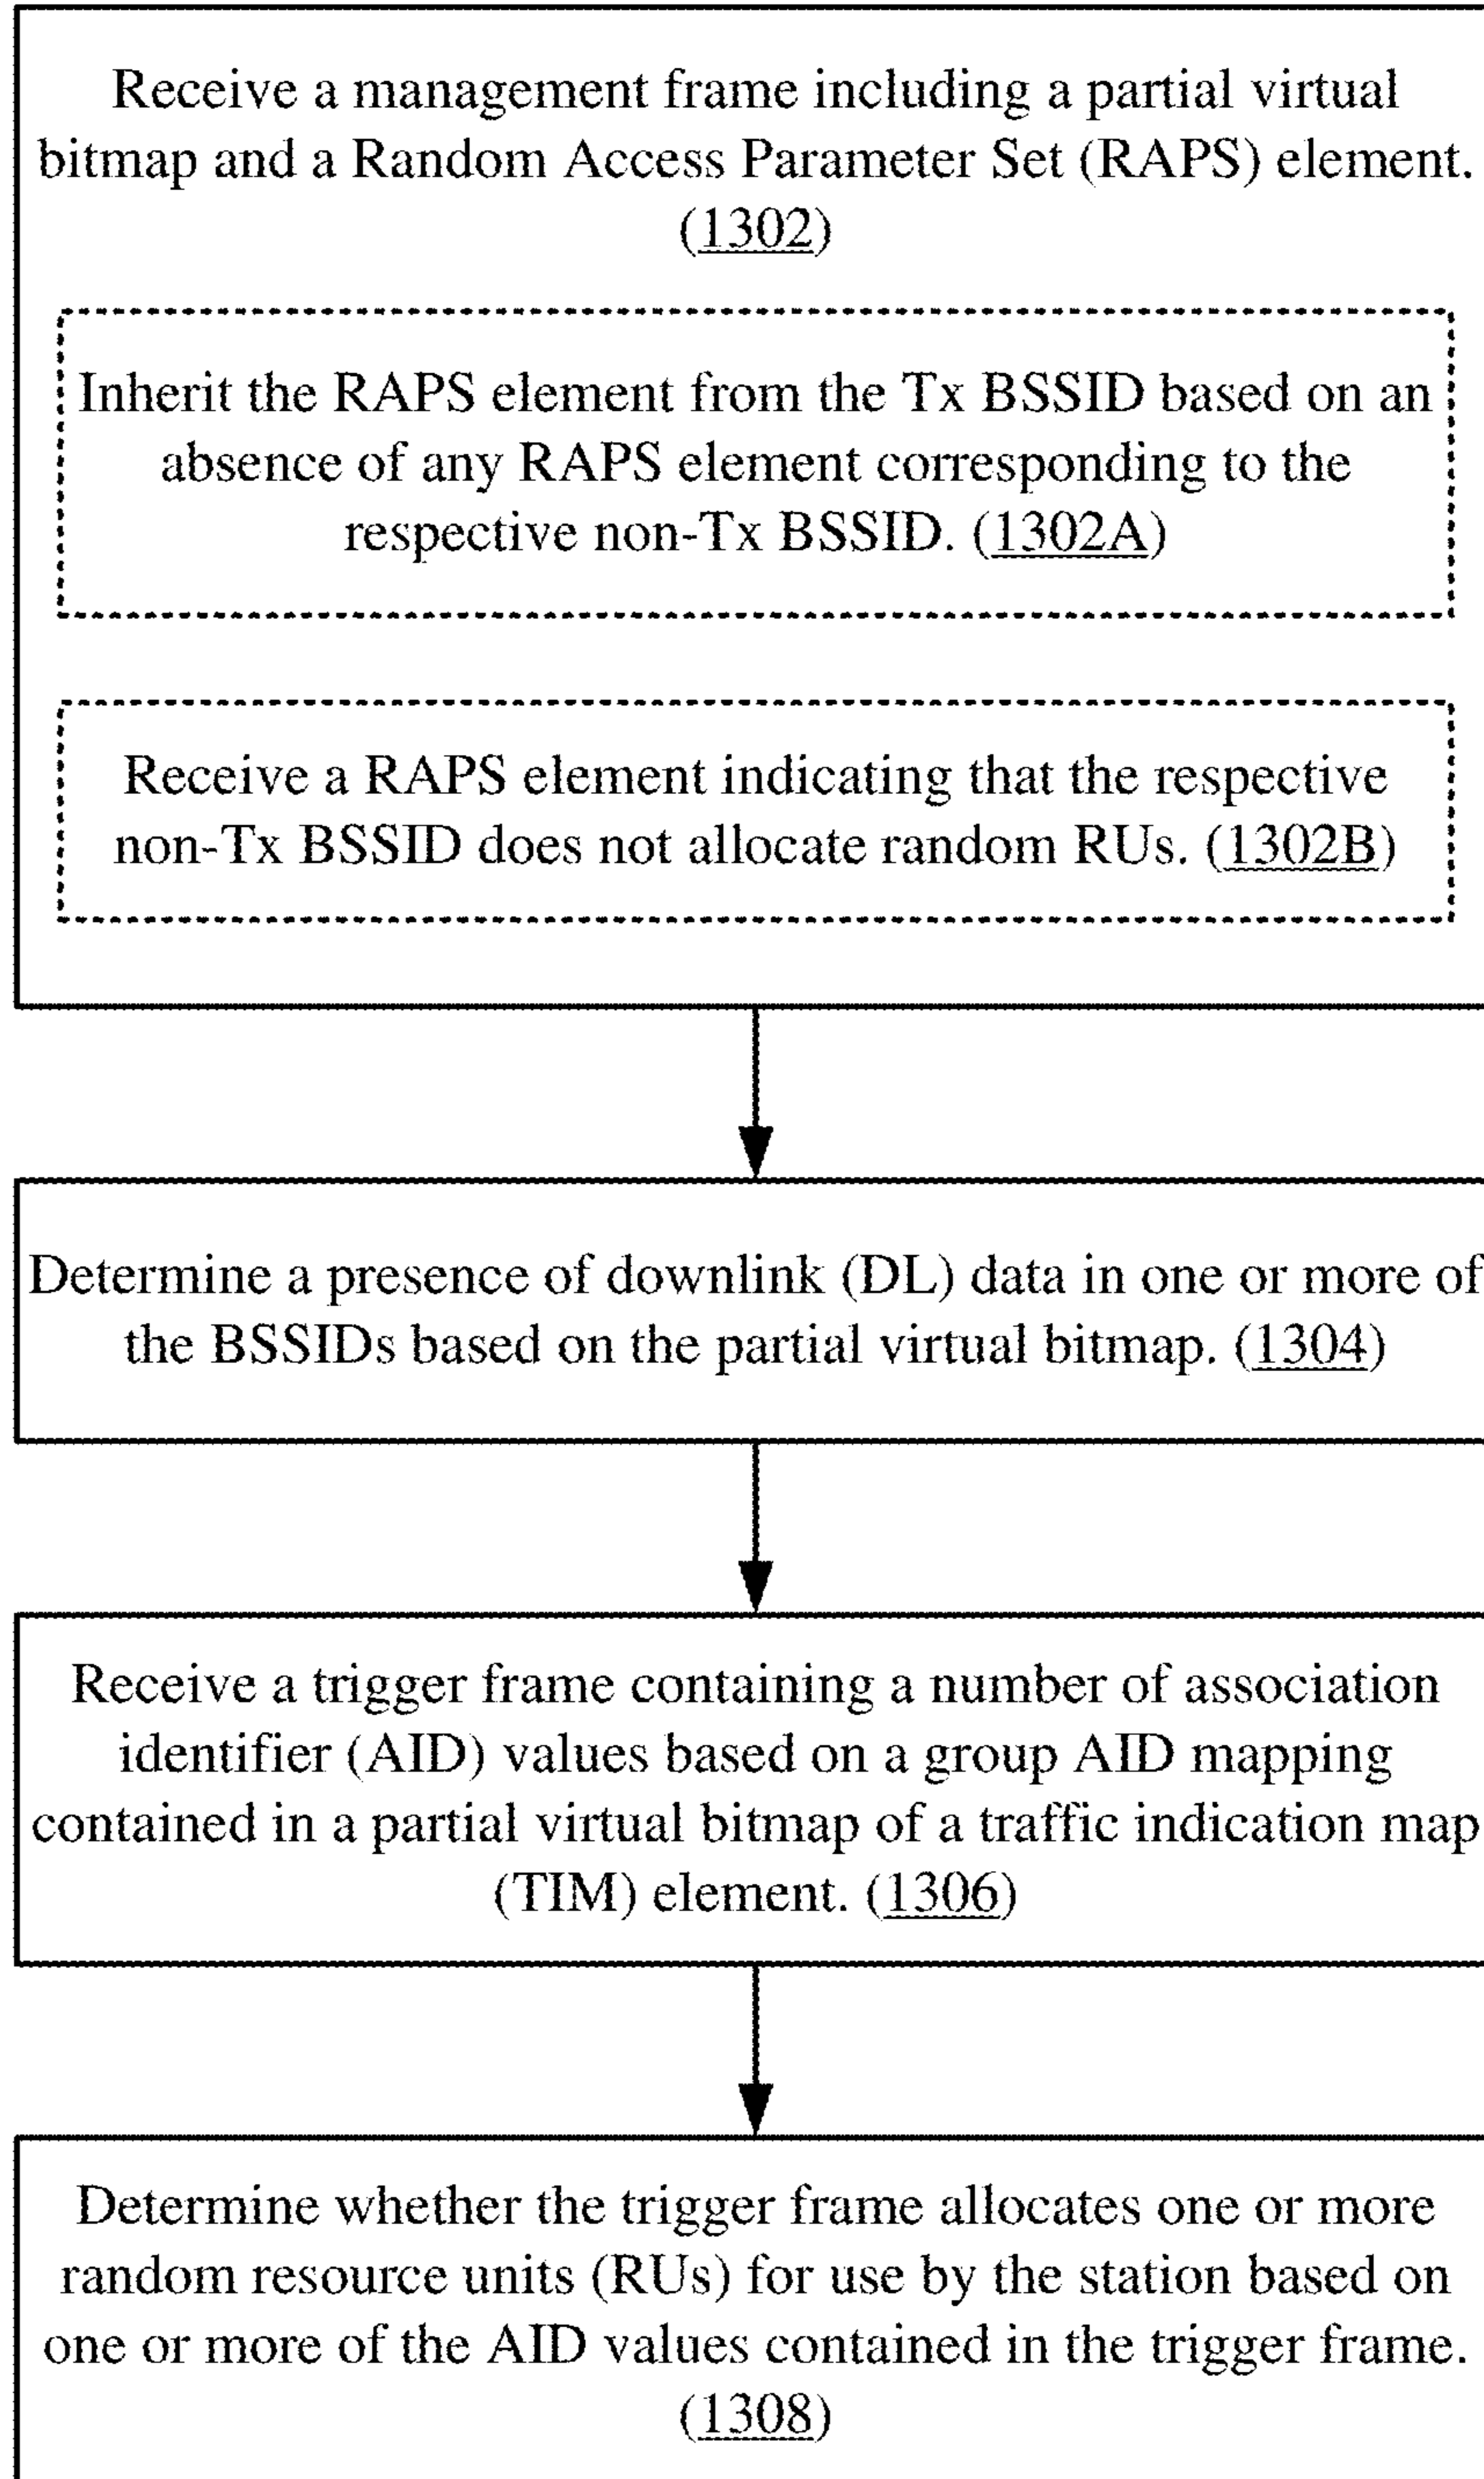 Receive a management frame including a partial virtual
bitmap and a Random Access Parameter Set (RAPS) element.
(1302)
Inherit the RAPS element from the Tx BSSID based on an
absence of any RAPS element corresponding to the
respective non-Tx BSSID. (1302A)
Receive a RAPS element indicating that the respective
non-Tx BSSID does not allocate random RUs. (1302B)
Determine a presence of downlink (DL) data in one or more of
the BSSIDs based on the partial virtual bitmap. (1304)
Receive a trigger frame containing a number of association
identifier (AID) values based on a group AID mapping
contained in a partial virtual bitmap of a traffic indication map
(TIM) element. (1306)
Determine whether the trigger frame allocates one or more
random resource units (RUs) for use by the station based on
one or more of the AID values contained in the trigger frame.
(1308)